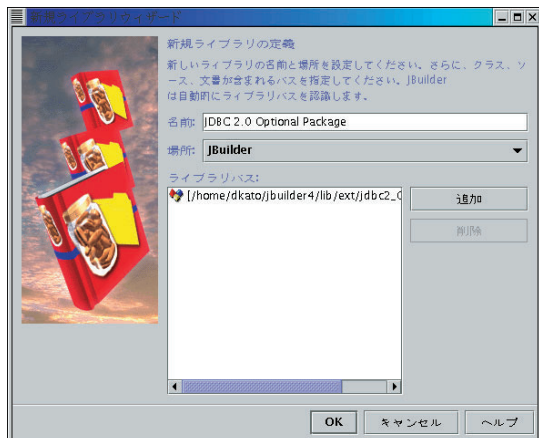 新規ライブラリウィザード
新規ライブラリの定義
新しいライブラリの名前と場所を設定してください。さらに、クラス、ソ
ース、文書が含まれるパスを指定してください。JBuilder
は自動的にライブラリパスを認識します。
名前: JDBC 2.0 Optional Package
場所: JBuilder
ライブラリパス:
[/home/dkato/jbuilder4/lib/ext/jdbc2_0
追加
削除
OK キャンセル ヘルプ